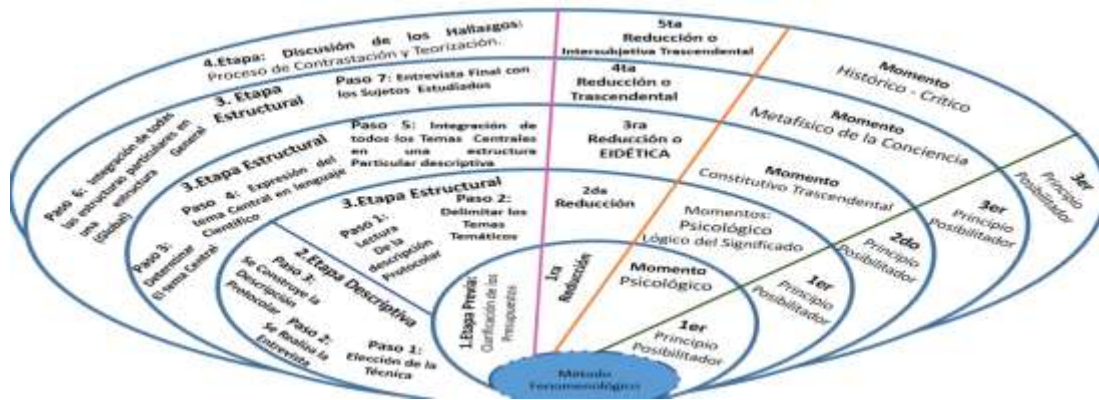 4.Etapa: Discusión de los Hallazgos:
Proceso de Contrastación y Teorización.
5ta
Reducción o
Intersubjetiva Trascendental
Momento
Histórico - Crítico
3er
Principio
Posibilitador
3. Etapa
Estructural
Paso 6: Integración de todas
las estructuras particulares en
una estructura General
(Global)
Paso 7: Entrevista Final con
los Sujetos Estudiados
4ta
Reducción o
Trascendental
Momento
Metafísico de la Conciencia
3er
Principio
Posibilitador
3.Etapa Estructural
Paso 3:
Determinar
El tema Central
Paso 4: Expresión del
tema Central en lenguaje
Científico
Paso 5: Integración de
todos los Temas Centrales
en una estructura
Particular descriptiva
3ra
Reducción o
EIDÉTICA
Momento
Constitutivo Trascendental
2do
Principio
Posibilitador
3.Etapa Estructural
Paso 1:
Lectura
De la
descripción
Protocolar
Paso 2:
Delimitar los
Temas
Temáticos
2da
Reducción
Momentos:
Psicológico
Lógico del Significado
1er
Principio
Posibilitador
2.Etapa Descriptiva
Paso 3:
Se Construye la
Descripción
Protocolar
Paso 2:
Se Realiza la
Entrevista
Paso 1:
Elección de la
Técnica
1.Etapa Previa:
Clarificación de los
Presupuestos
1ra
Reducción
Momento
Psicológico
1er
Principio
Posibilitador
Método
Fenomenológico